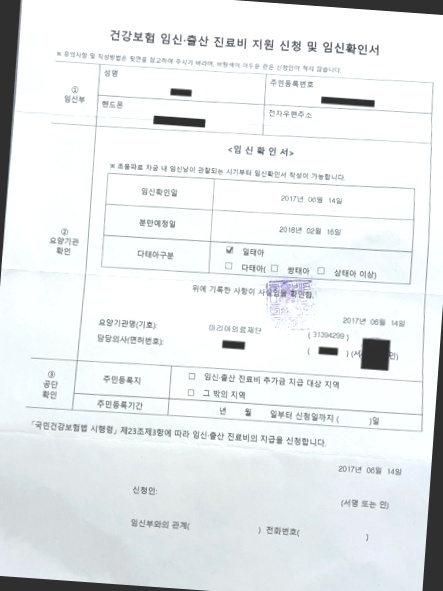 건강보험 임신·출산 진료비 지원 신청 및 임신확인서
※ 유의사항 및 작성방법은 뒷면을 참고하여 주시기 바라며, 바탕색이 어두운 란은 신청인이 적지 않습니다.
① 임신부
성명
주민등록번호
핸드폰
전자우편주소
② 요양기관 확인
<임 신 확 인 서>
※ 초음파로 자궁 내 임신낭이 관찰되는 시기부터 임신확인서 작성이 가능합니다.
임신확인일 2017년 06월 14일
분만예정일 2018년 02월 16일
다태아구분 ☑ 일태아
☐ 다태아( ☐ 쌍태아 ☐ 삼태아 이상)
위에 기록한 사항이 사실임을 확인함.
2017년 06월 14일
요양기관명(기호): 마리아의료재단 ( 31394299 )
담당의사(면허번호): ( ) (서 인)
③ 공단 확인
주민등록지 ☐ 임신·출산 진료비 추가금 지급 대상 지역
☐ 그 밖의 지역
주민등록기간 년 월 일부터 신청일까지 ( )일
「국민건강보험법 시행령」 제23조제3항에 따라 임신·출산 진료비의 지급을 신청합니다.
2017년 06월 14일
신청인: (서명 또는 인)
임신부와의 관계( ) 전화번호( )